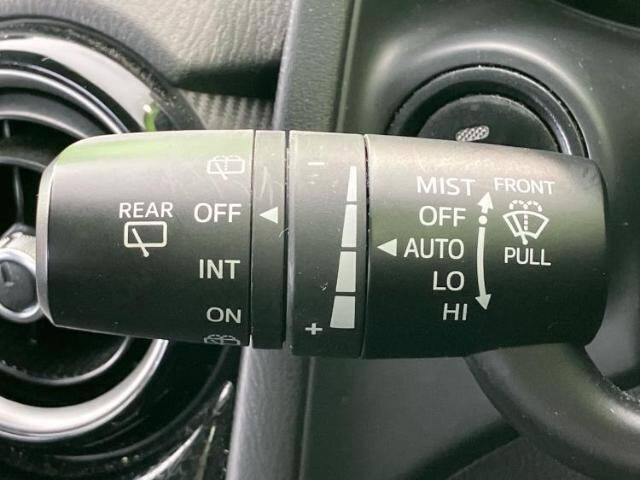 REAR
OFF
INT
ON
−
+
MIST
OFF
AUTO
LO
HI
FRONT
PULL